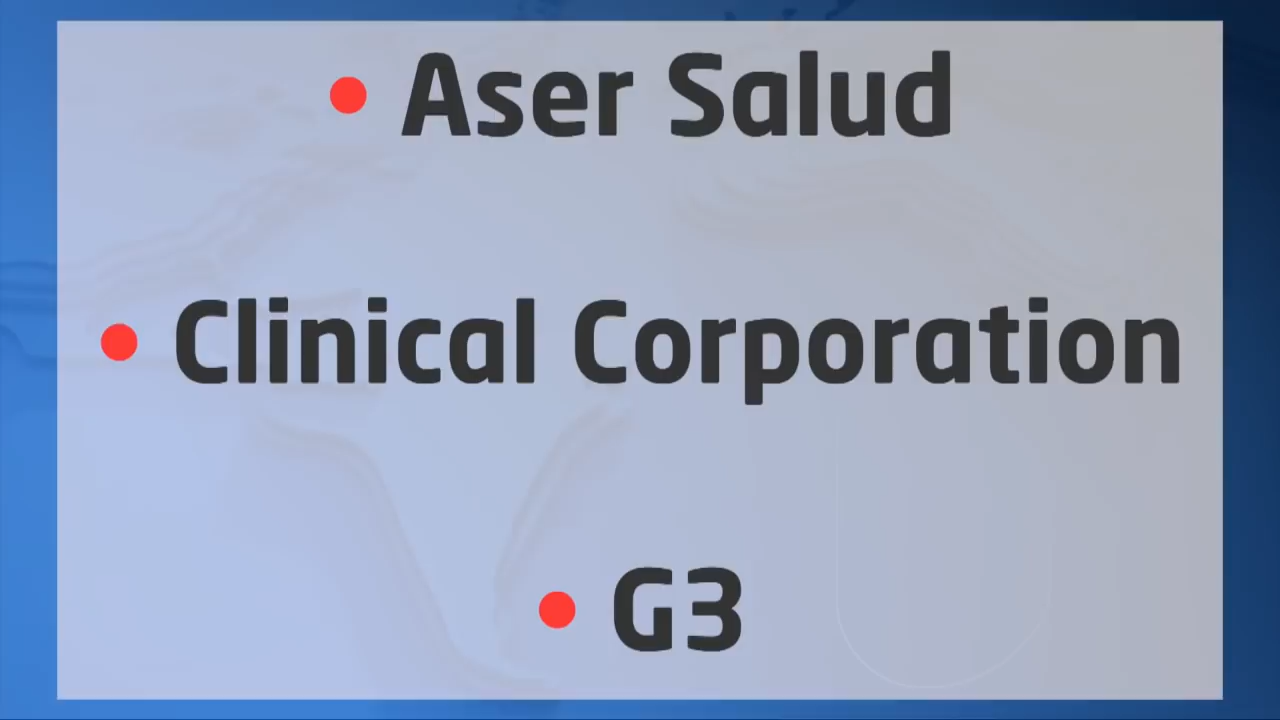 • Aser Salud
• Clinical Corporation
• G3